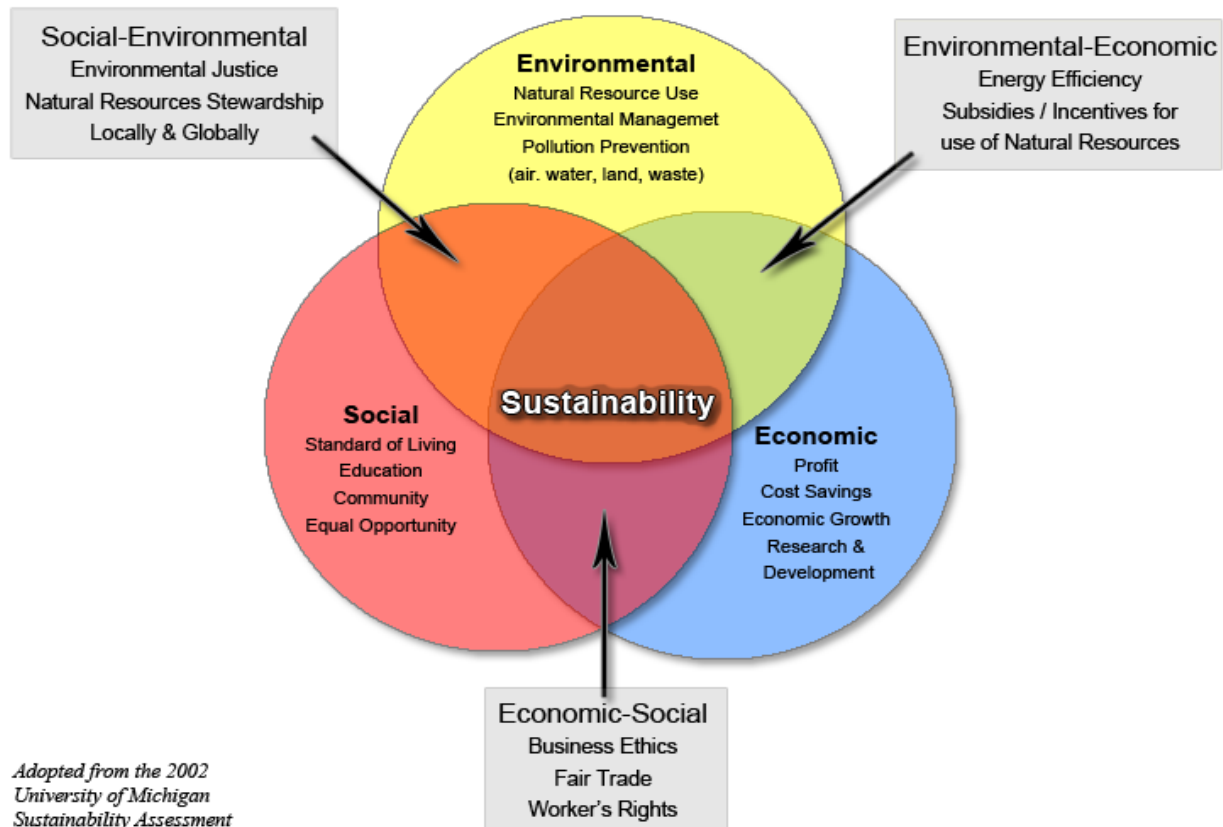 Social-Environmental
Environmental Justice
Natural Resources Stewardship
Locally & Globally
Environmental
Natural Resource Use
Environmental Managemet
Pollution Prevention
(air. water, land, waste)
Environmental-Economic
Energy Efficiency
Subsidies / Incentives for
use of Natural Resources
Sustainability
Social
Standard of Living
Education
Community
Equal Opportunity
Economic
Profit
Cost Savings
Economic Growth
Research &
Development
Economic-Social
Business Ethics
Fair Trade
Worker's Rights
Adopted from the 2002
University of Michigan
Sustainability Assessment